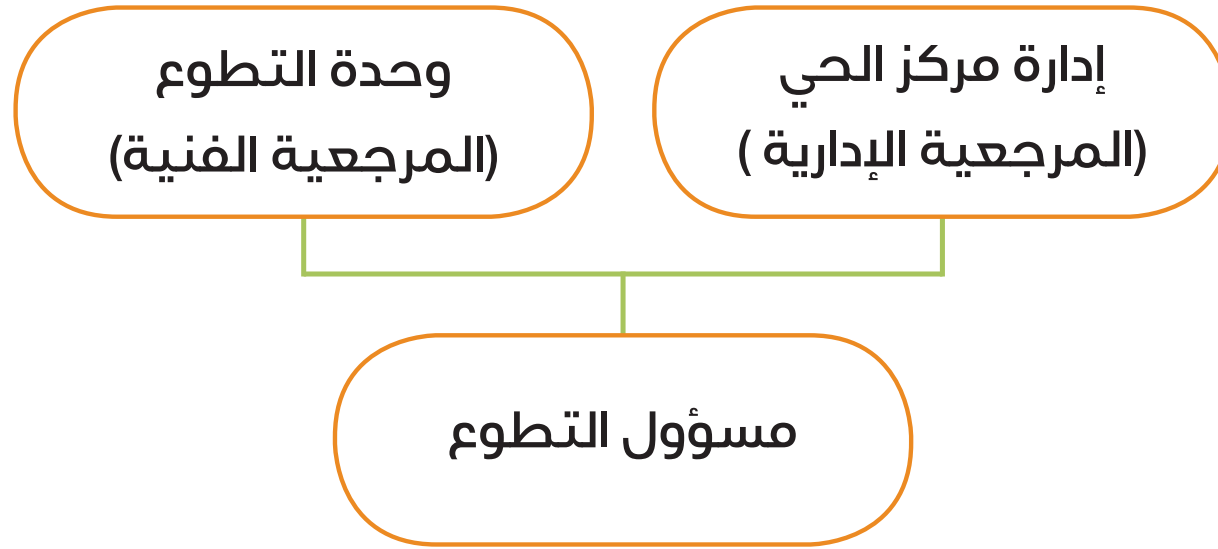 إدارة مركز الحي
(المرجعية الإدارية )
وحدة التطوع
(المرجعية الفنية)
مسؤول التطوع